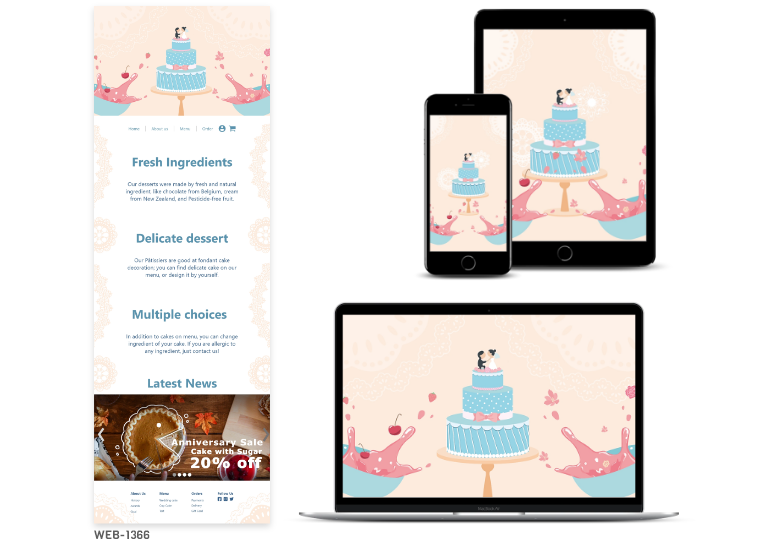 Home About us Menu Order
Fresh Ingredients
Our desserts were made by fresh and natural
ingredient, like chocolate from Belgium, cream
from New Zealand, and Pesticide-free fruit.
Delicate dessert
Our Pâtissiers are good at fondant cake
decoration; you can find delicate cake on our
menu, or design it by yourself.
Multiple choices
In addition to cakes on menu, you can change
ingredient of your cake. If you are allergic to
any ingredient, just contact us!
Latest News
Anniversary Sale
Cake with Sugar
20% off
About Us Menu Orders Follow Us
WEB-1366